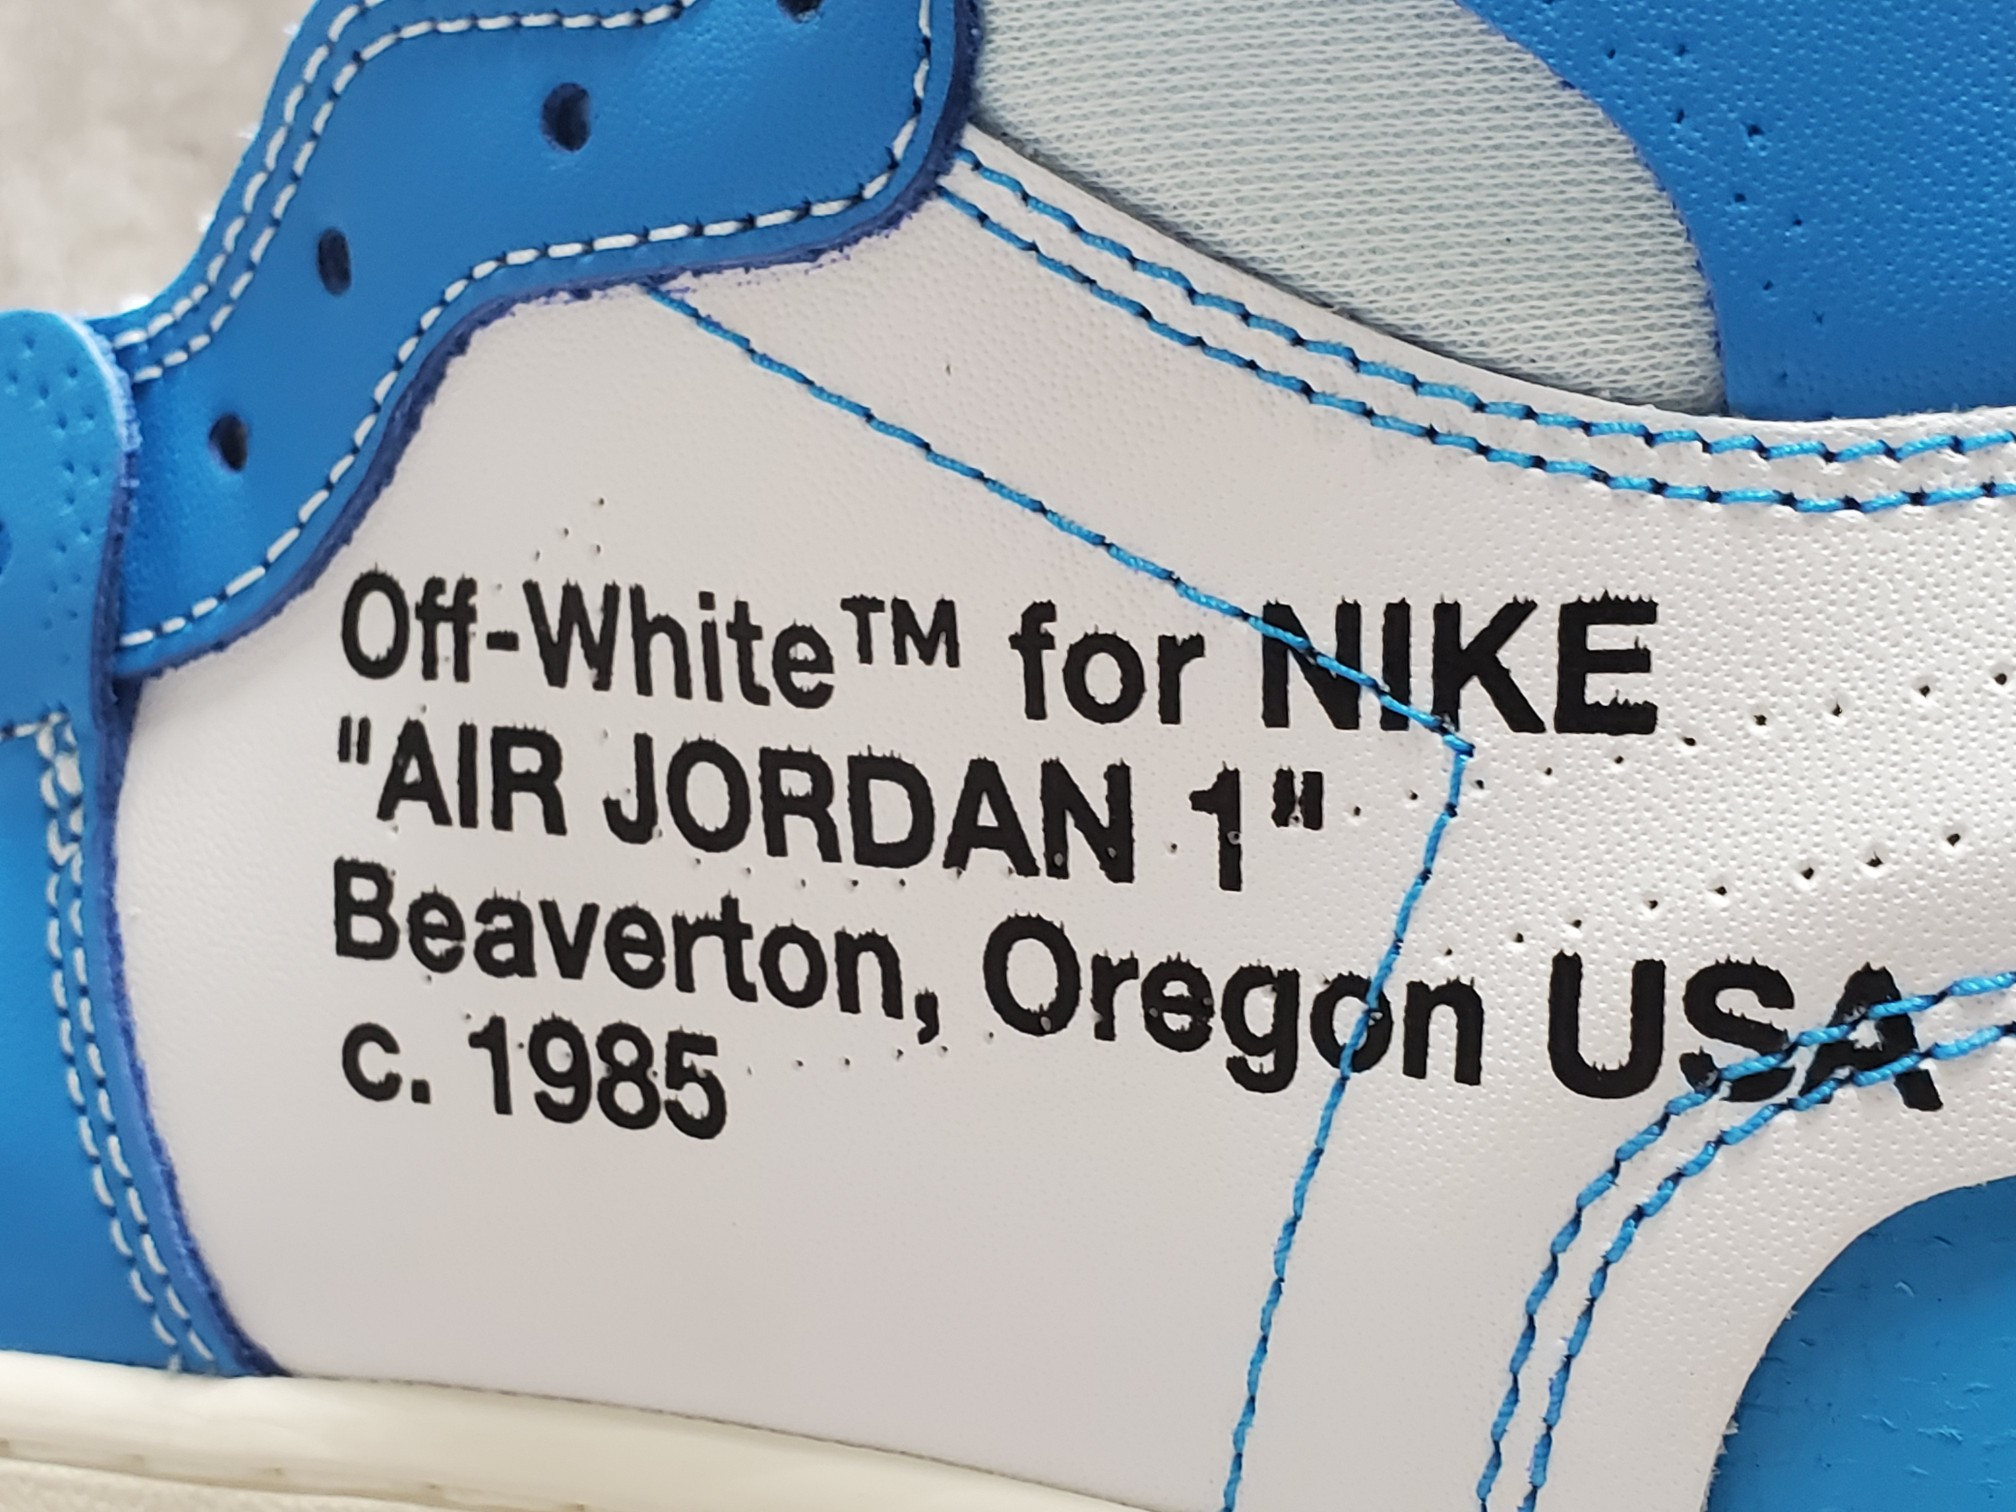 Off-White™ for NIKE
"AIR JORDAN 1"
Beaverton, Oregon USA
c. 1985